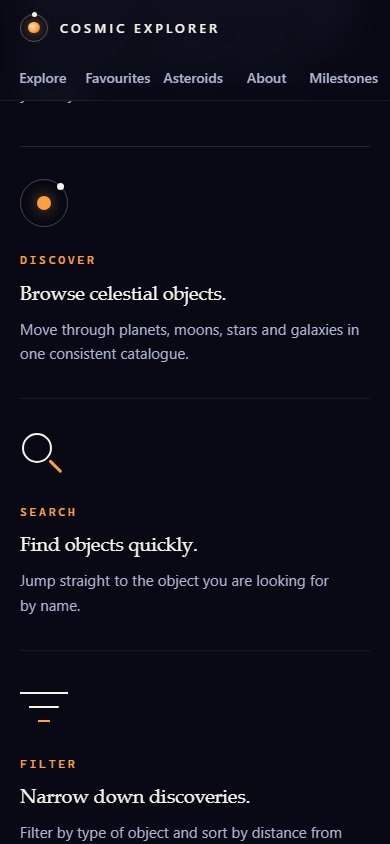 COSMIC EXPLORER
Explore Favourites Asteroids About Milestones
DISCOVER
Browse celestial objects.
Move through planets, moons, stars and galaxies in
one consistent catalogue.
SEARCH
Find objects quickly.
Jump straight to the object you are looking for
by name.
FILTER
Narrow down discoveries.
Filter by type of object and sort by distance from